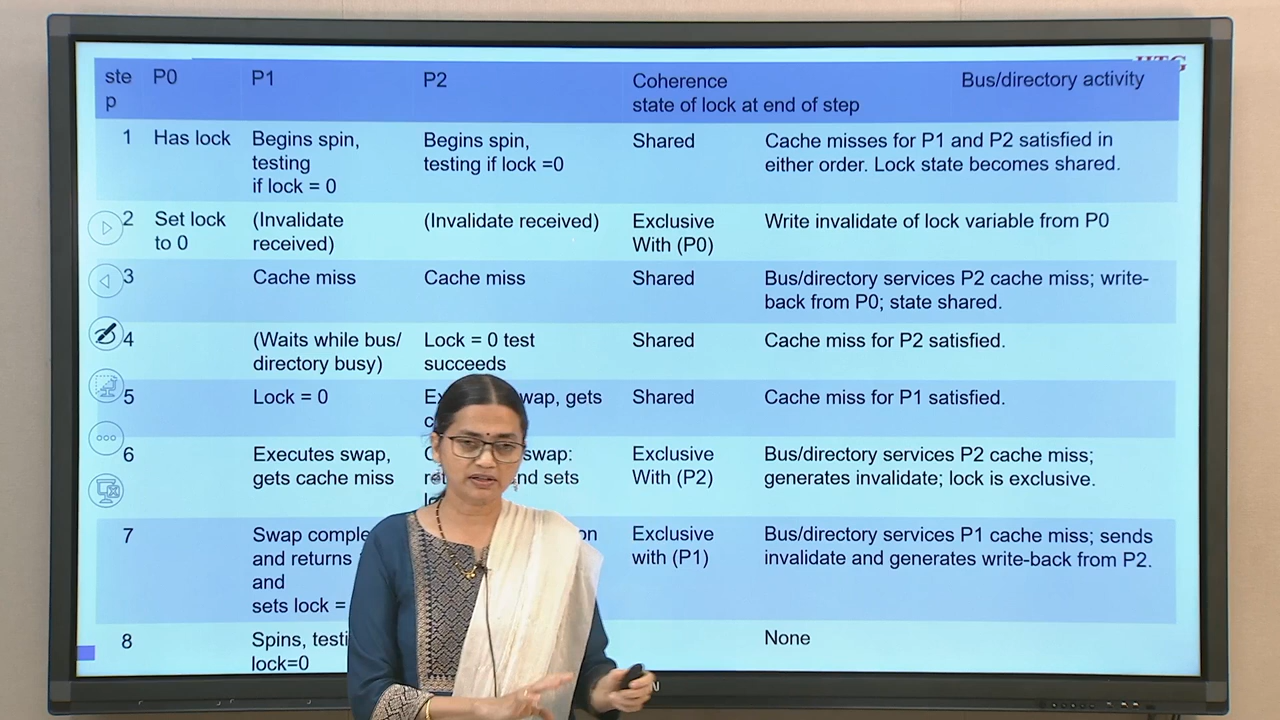 ste
p
P0
P1
P2
Coherence
state of lock at end of step
Bus/directory activity
1
Has lock
Begins spin,
testing
if lock = 0
Begins spin,
testing if lock =0
Shared
Cache misses for P1 and P2 satisfied in
either order. Lock state becomes shared.
2
Set lock
to 0
(Invalidate
received)
(Invalidate received)
Exclusive
With (P0)
Write invalidate of lock variable from P0
3
Cache miss
Cache miss
Shared
Bus/directory services P2 cache miss; write-
back from P0; state shared.
4
(Waits while bus/
directory busy)
Lock = 0 test
succeeds
Shared
Cache miss for P2 satisfied.
5
Lock = 0
swap, gets
Shared
Cache miss for P1 satisfied.
6
Executes swap,
gets cache miss
swap:
and sets
Exclusive
With (P2)
Bus/directory services P2 cache miss;
generates invalidate; lock is exclusive.
7
Swap
and returns
and
sets lock =
Exclusive
with (P1)
Bus/directory services P1 cache miss; sends
invalidate and generates write-back from P2.
8
Spins,
lock=0
None